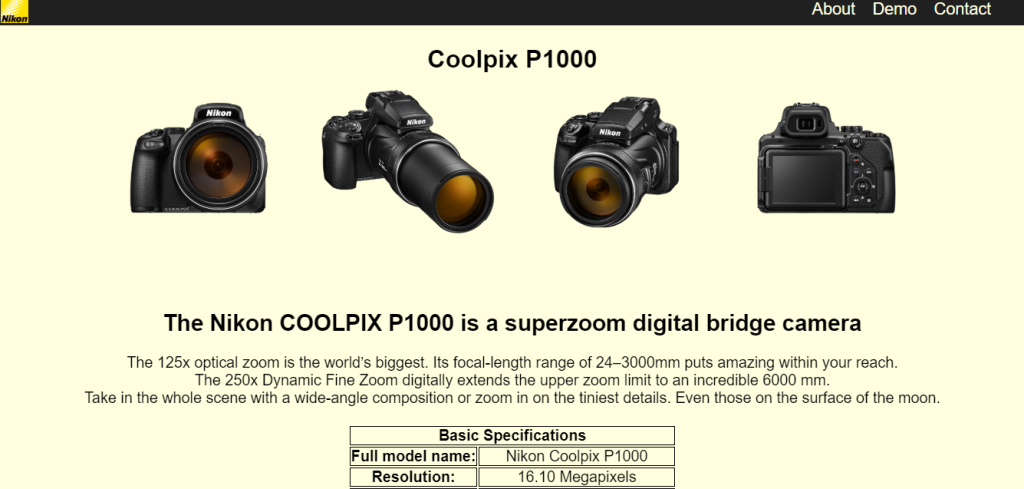 Nikon
About Demo Contact
Coolpix P1000
Nikon
Nikon
Nikon
The Nikon COOLPIX P1000 is a superzoom digital bridge camera
The 125x optical zoom is the world’s biggest. Its focal-length range of 24–3000mm puts amazing within your reach.
The 250x Dynamic Fine Zoom digitally extends the upper zoom limit to an incredible 6000 mm.
Take in the whole scene with a wide-angle composition or zoom in on the tiniest details. Even those on the surface of the moon.
Basic Specifications
Full model name: Nikon Coolpix P1000
Resolution: 16.10 Megapixels